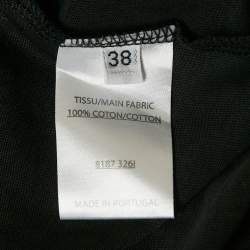 38
TISSU/MAIN FABRIC
100% COTON/COTTON
8187 326I
MADE IN PORTUGAL